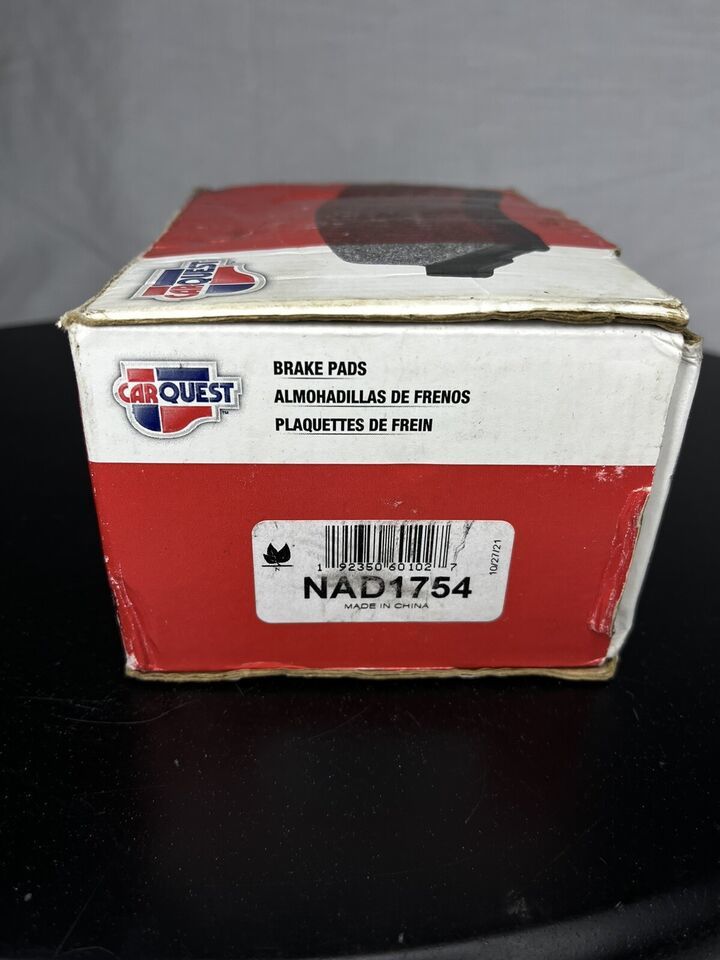 CARQUEST
CARQUEST
TM
BRAKE PADS
ALMOHADILLAS DE FRENOS
PLAQUETTES DE FREIN
N
1 92350 60102 7
10/27/21
NAD1754
MADE IN CHINA